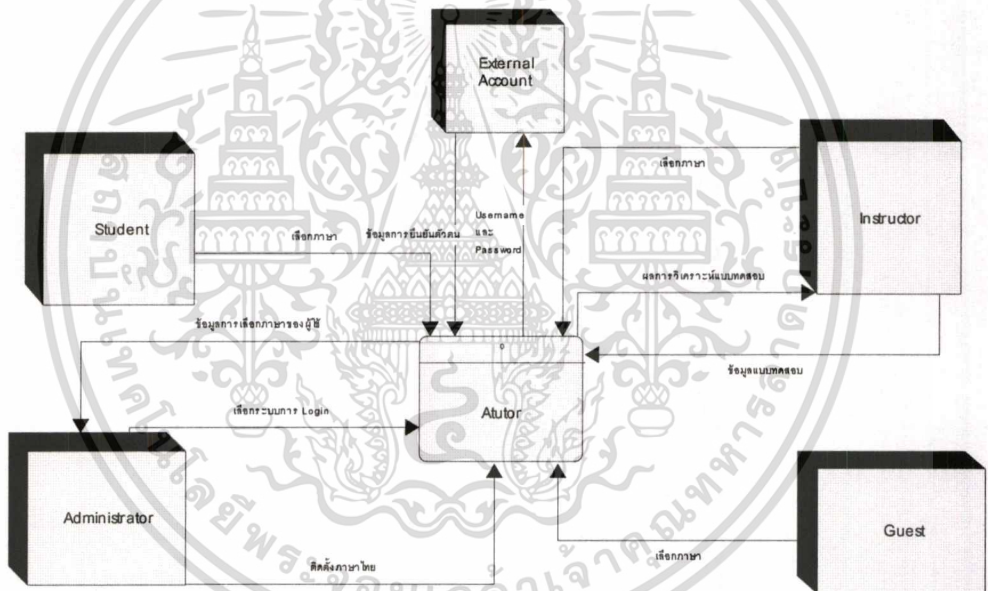 External
Account
เลือกภาษา
Student
Instructor
เลือกภาษา
ข้อมูลการยืนยันตัวตน
Username
และ
Password
ผลการวิเคราะห์แบบทดสอบ
ข้อมูลการเลือกภาษาของผู้ใช้
0
ข้อมูลแบบทดสอบ
เลือกระบบการ Login
Atutor
Administrator
Guest
ติดตั้งภาษาไทย
เลือกภาษา